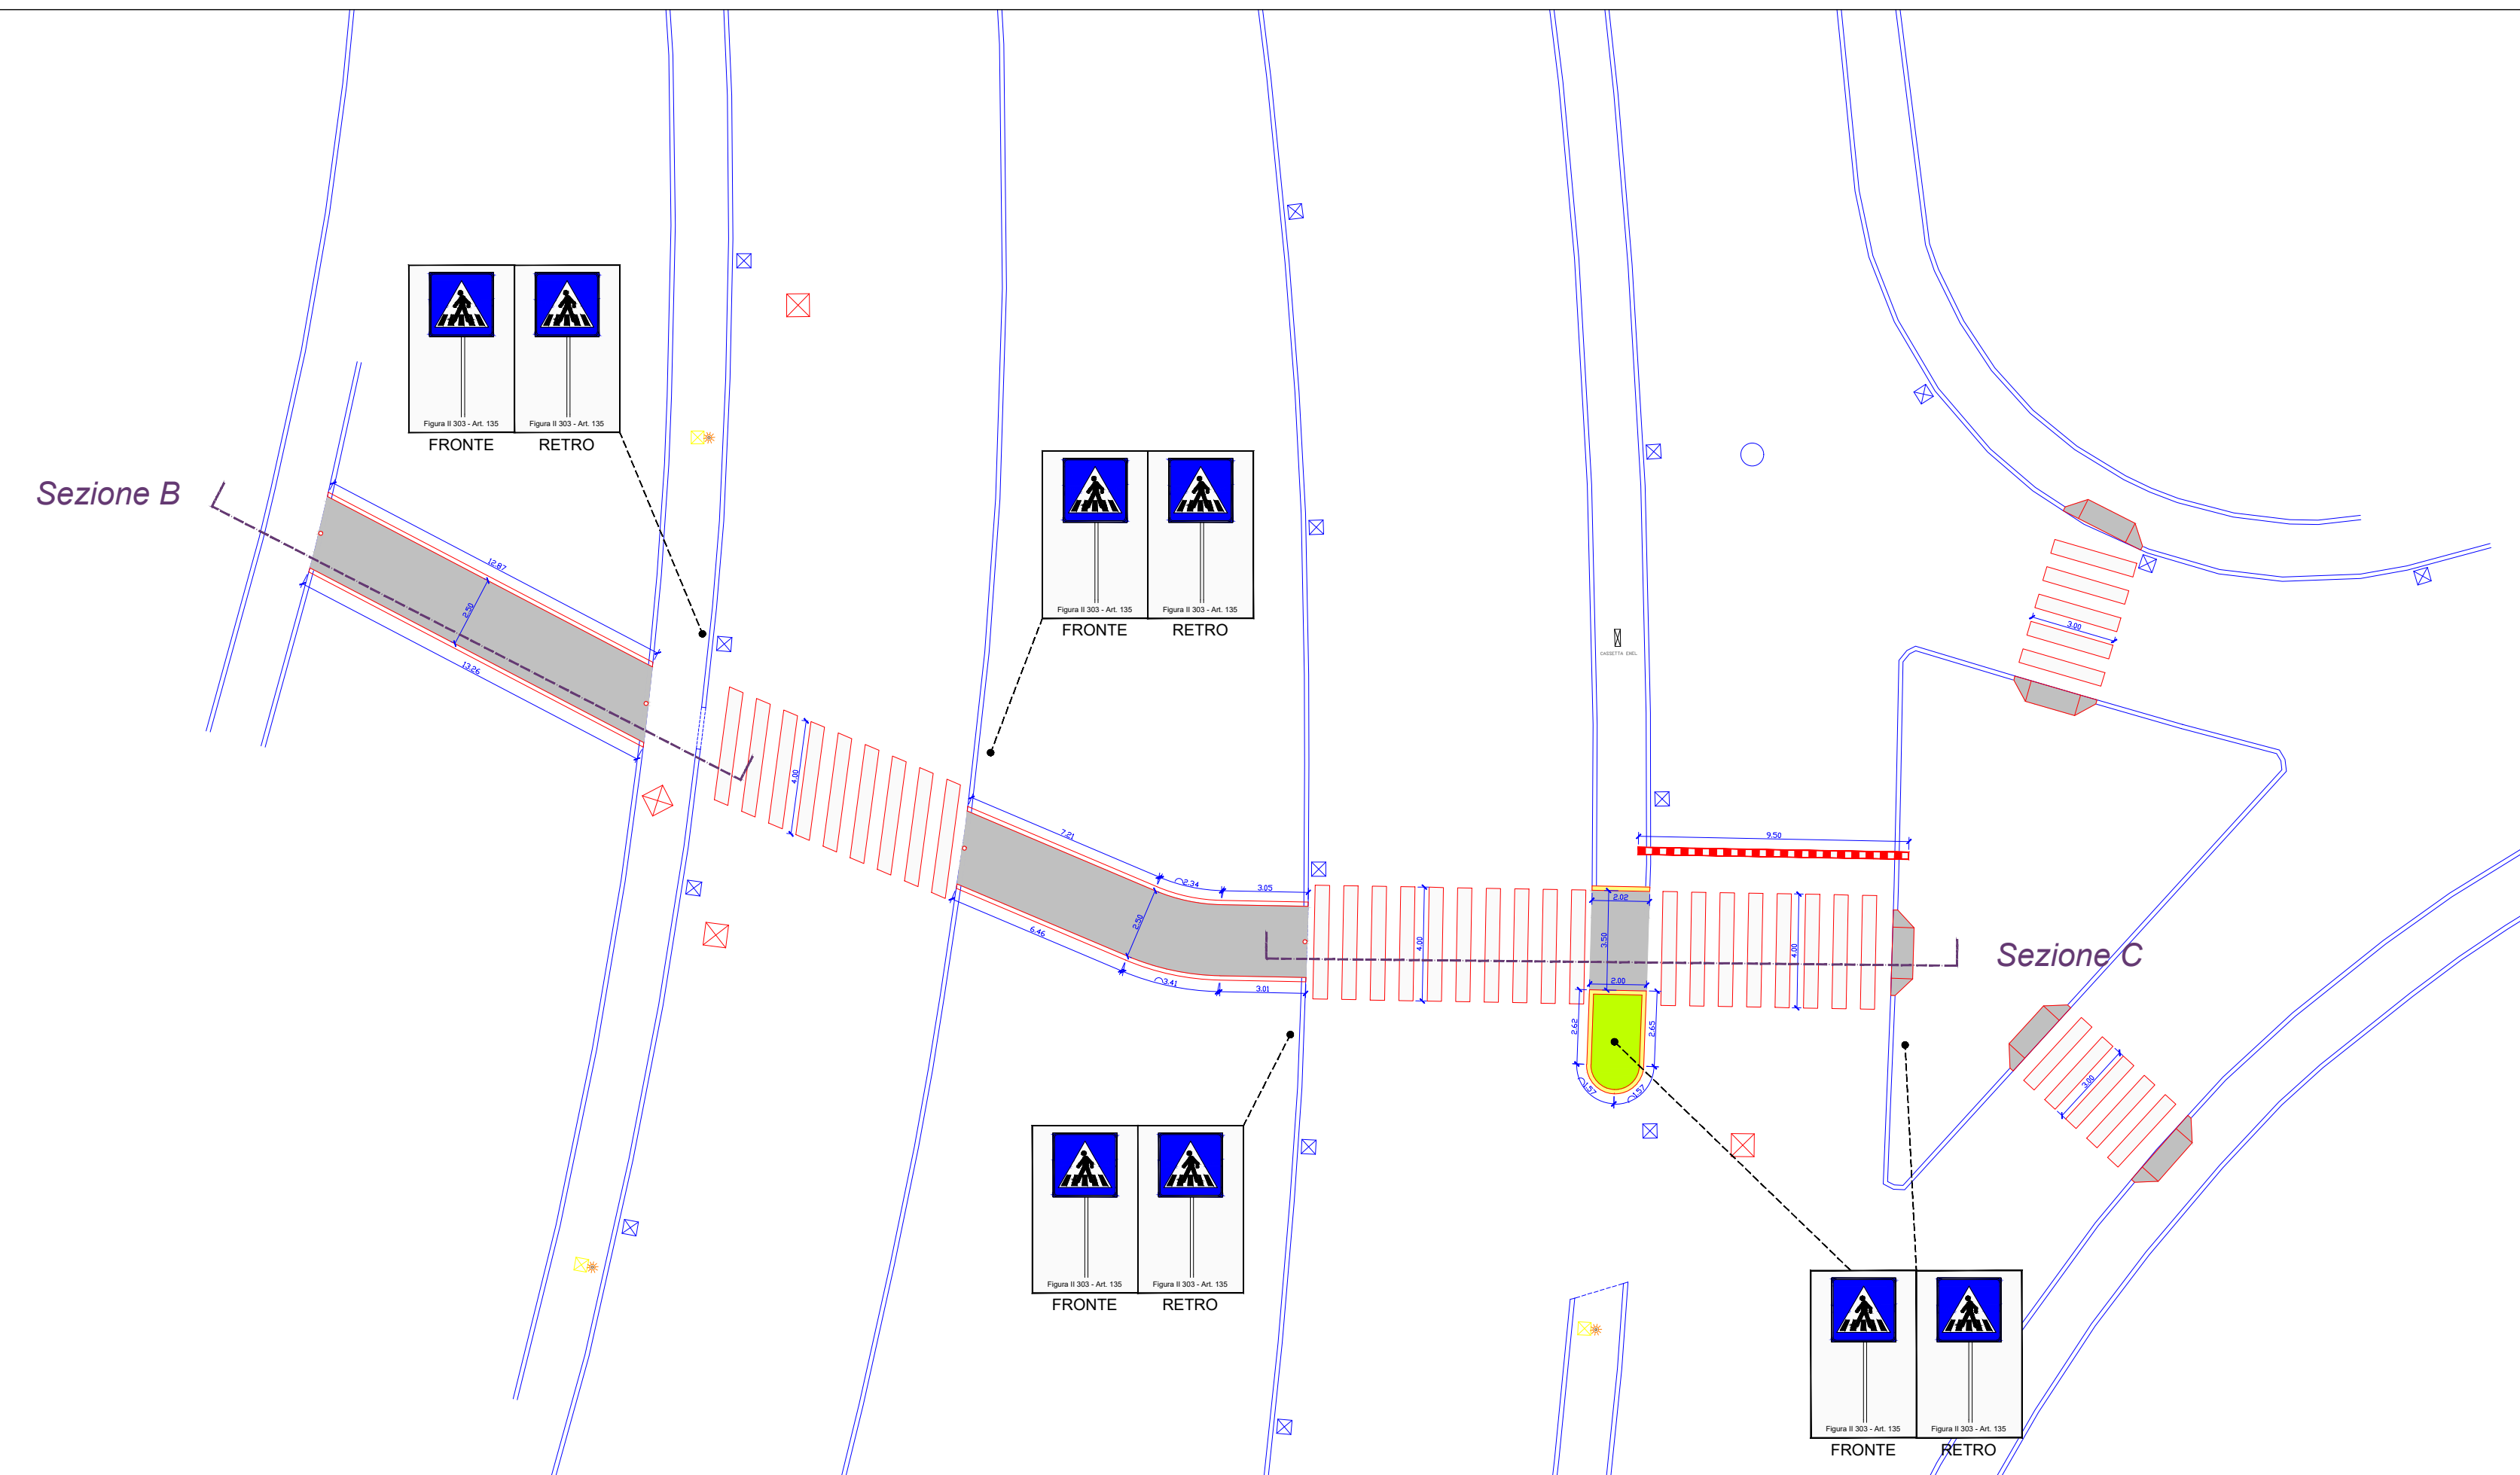 Figura II 303 - Art. 135
Figura II 303 - Art. 135
FRONTE
RETRO
Sezione B
12.87
2.50
13.26
Figura II 303 - Art. 135
Figura II 303 - Art. 135
FRONTE
RETRO
CASSETTA ENEL
3.00
4.00
7.21
2.34
3.05
2.50
6.46
3.41
3.01
9.50
2.02
4.00
3.50
4.00
Sezione C
2.00
2.62
2.65
1.57
1.57
3.00
Figura II 303 - Art. 135
Figura II 303 - Art. 135
FRONTE
RETRO
Figura II 303 - Art. 135
Figura II 303 - Art. 135
FRONTE
RETRO